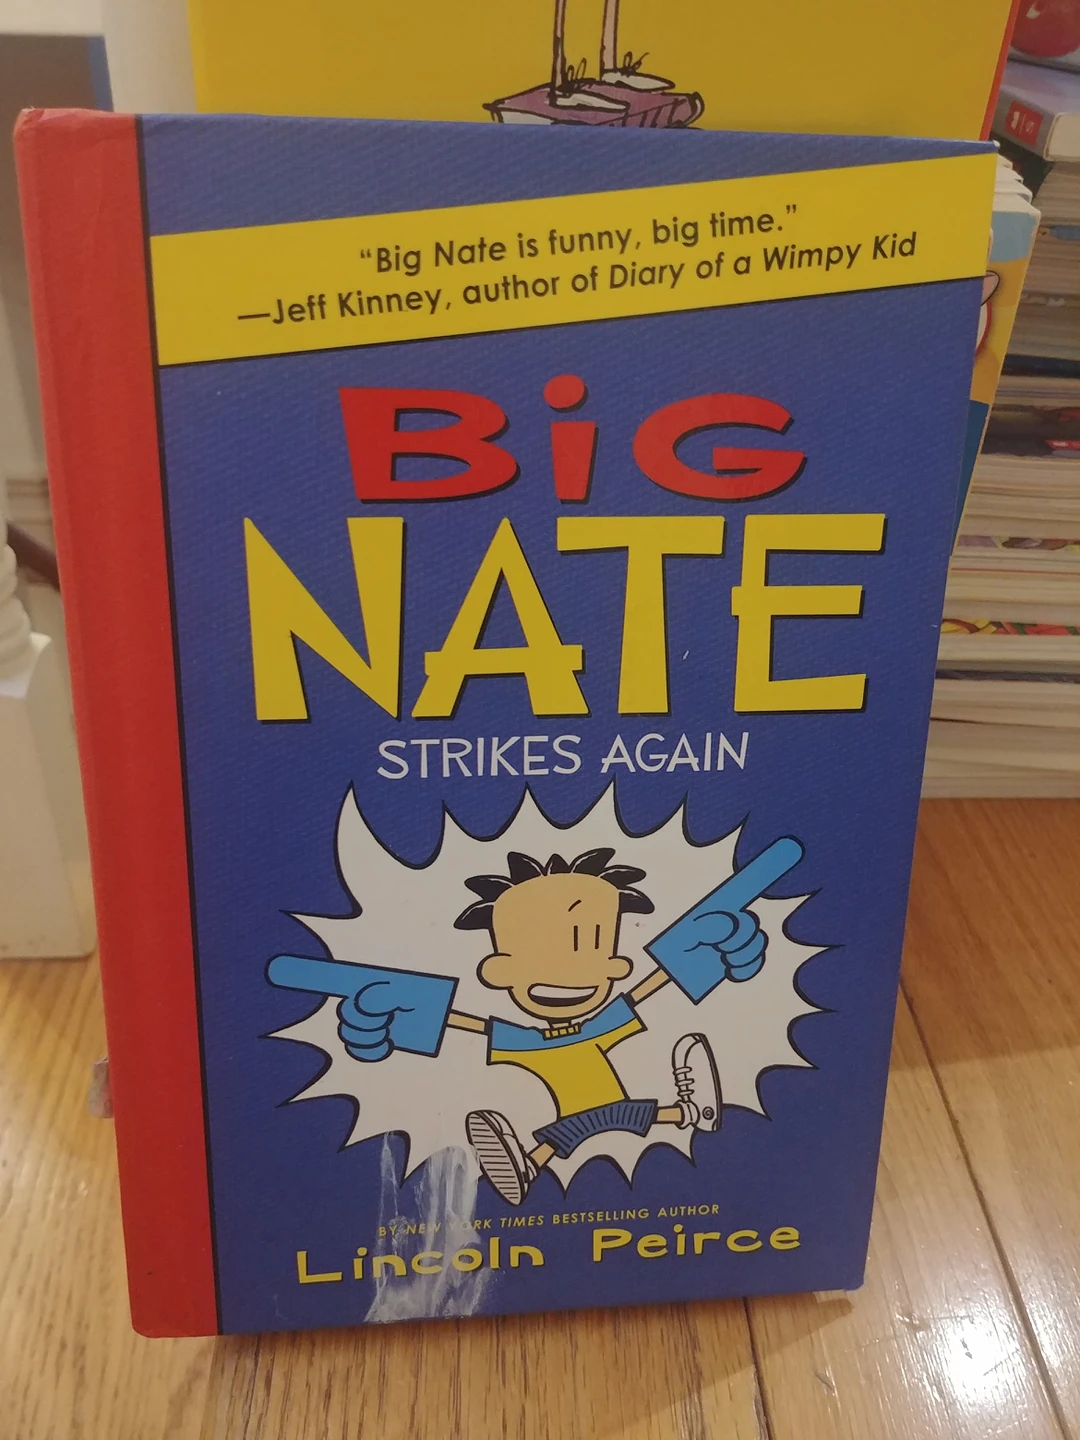 “Big Nate is funny, big time.”
—Jeff Kinney, author of Diary of a Wimpy Kid
BiG
NATE
STRIKES AGAIN
BY NEW YORK TIMES BESTSELLING AUTHOR
Lincoln Peirce